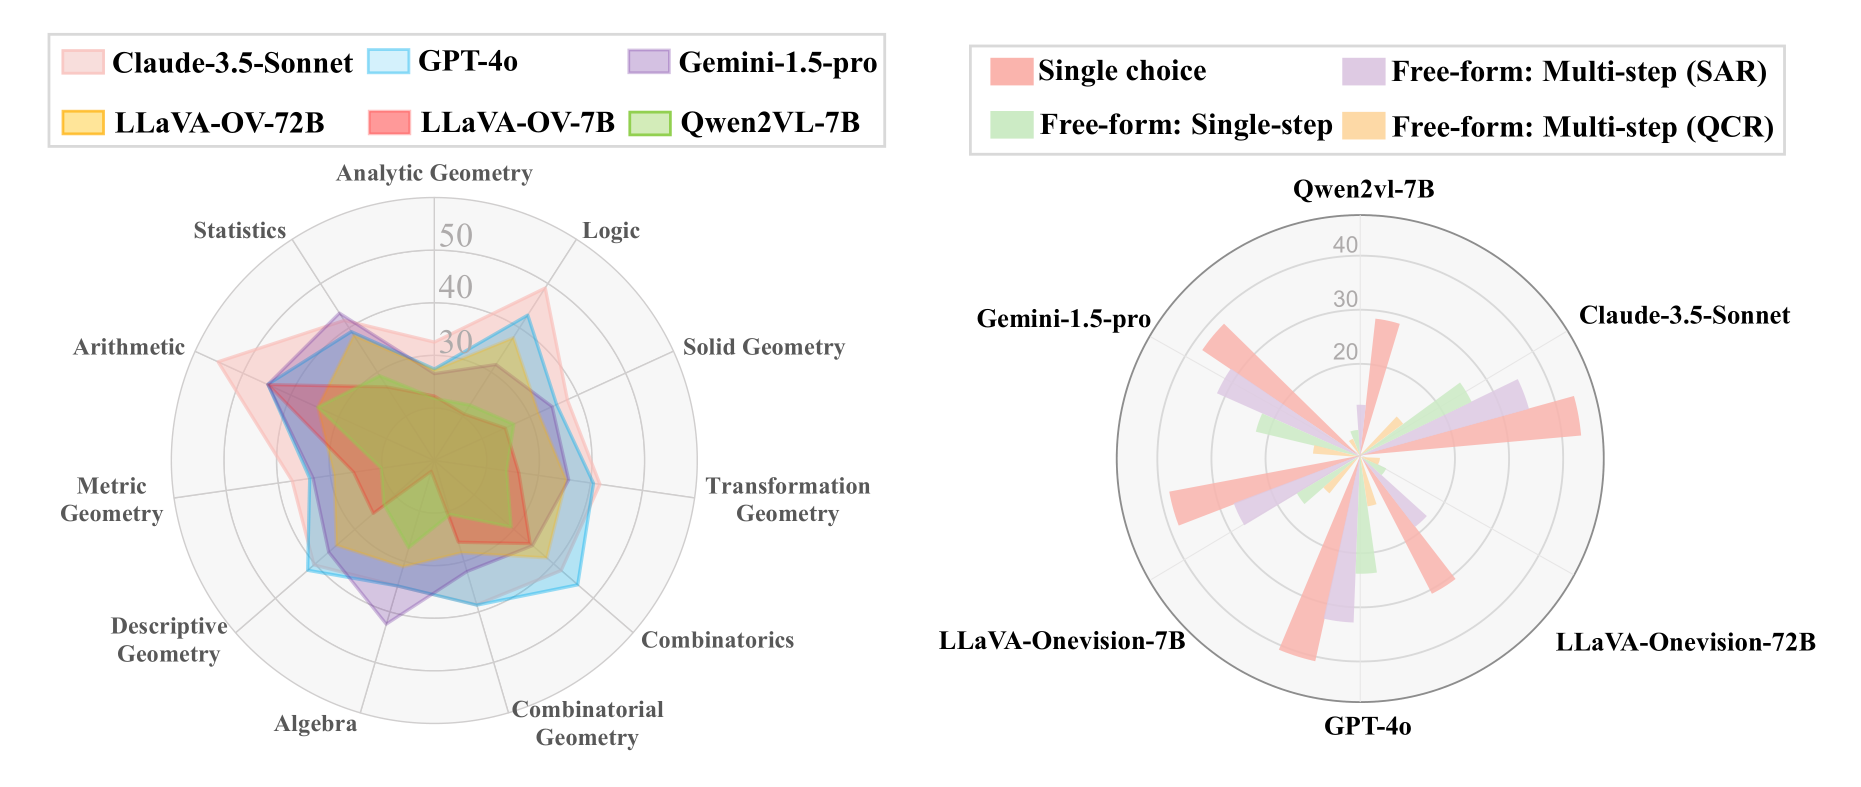 Claude-3.5-Sonnet GPT-4o Gemini-1.5-pro
LLaVA-OV-72B LLaVA-OV-7B Qwen2VL-7B
Analytic Geometry
Statistics
Logic
50
40
30
Arithmetic
Solid Geometry
Metric
Geometry
Transformation
Geometry
Descriptive
Geometry
Combinatorics
Algebra
Combinatorial
Geometry
Single choice Free-form: Multi-step (SAR)
Free-form: Single-step Free-form: Multi-step (QCR)
Qwen2vl-7B
40
30
20
Gemini-1.5-pro
Claude-3.5-Sonnet
LLaVA-Onevision-7B
LLaVA-Onevision-72B
GPT-4o